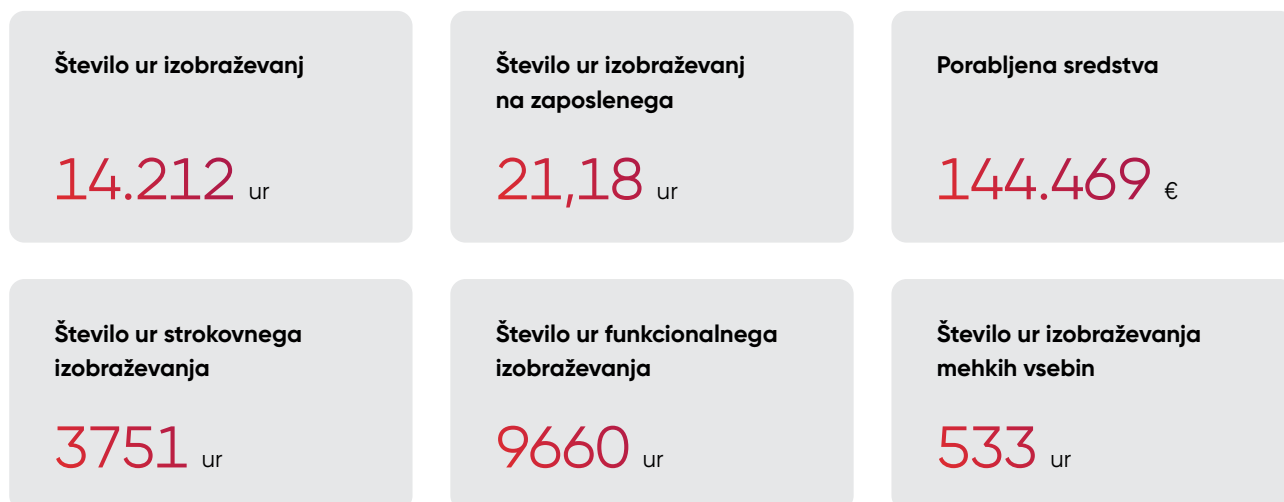 Število ur izobraževanj
14.212 ur
Število ur izobraževanj
na zaposlenega
21,18 ur
Porabljena sredstva
144.469 €
Število ur strokovnega
izobraževanja
3751 ur
Število ur funkcionalnega
izobraževanja
9660 ur
Število ur izobraževanja
mehkih vsebin
533 ur